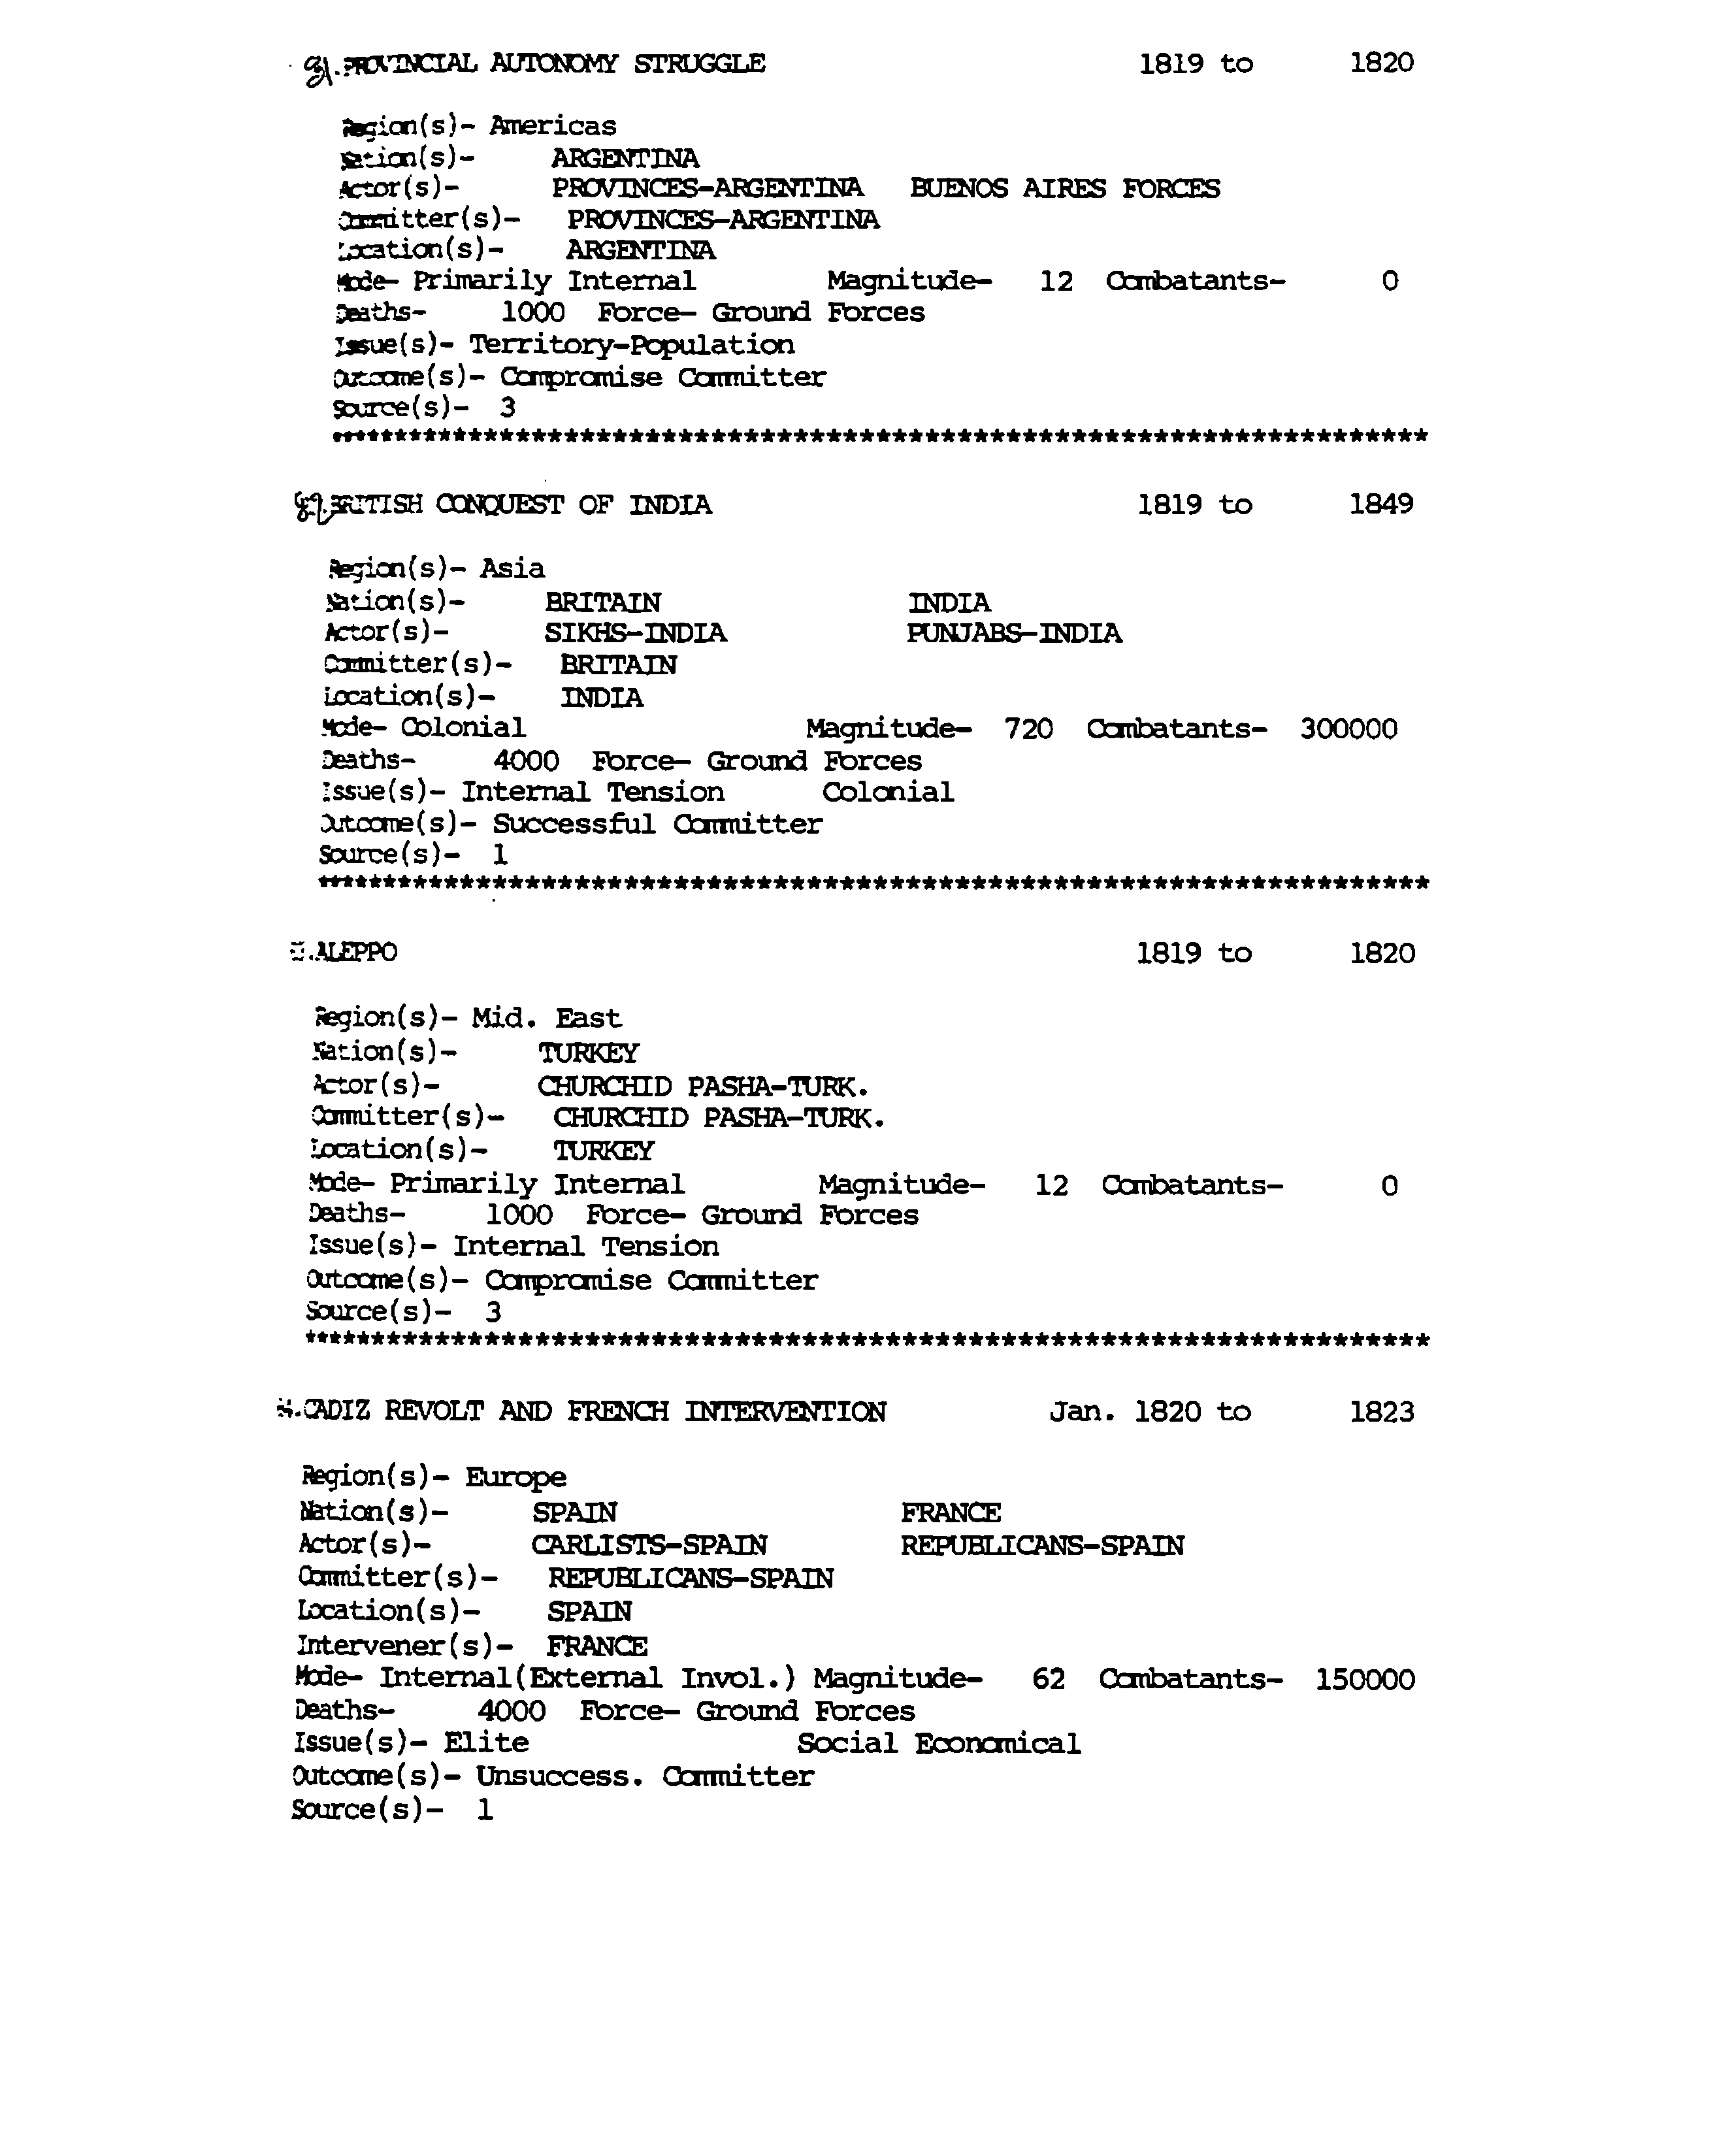 PROVINCIAL AUTONOMY STRUGGLE 1819 to 1820
Region(s)- Americas
Nation(s)- ARGENTINA
Actor(s)- PROVINCES-ARGENTINA BUENOS AIRES FORCES
Committer(s)- PROVINCES-ARGENTINA
Location(s)- ARGENTINA
Mode- Primarily Internal Magnitude- 12 Combatants- 0
Deaths- 1000 Force- Ground Forces
Issue(s)- Territory-Population
Outcome(s)- Compromise Committer
Source(s)- 3
*******************************************************************
BRITISH CONQUEST OF INDIA 1819 to 1849
Region(s)- Asia
Nation(s)- BRITAIN INDIA
Actor(s)- SIKHS-INDIA PUNJABS-INDIA
Committer(s)- BRITAIN
Location(s)- INDIA
Mode- Colonial Magnitude- 720 Combatants- 300000
Deaths- 4000 Force- Ground Forces
Issue(s)- Internal Tension Colonial
Outcome(s)- Successful Committer
Source(s)- 1
*******************************************************************
ALEPPO 1819 to 1820
Region(s)- Mid. East
Nation(s)- TURKEY
Actor(s)- CHURCHID PASHA-TURK.
Committer(s)- CHURCHID PASHA-TURK.
Location(s)- TURKEY
Mode- Primarily Internal Magnitude- 12 Combatants- 0
Deaths- 1000 Force- Ground Forces
Issue(s)- Internal Tension
Outcome(s)- Compromise Committer
Source(s)- 3
*******************************************************************
CADIZ REVOLT AND FRENCH INTERVENTION Jan. 1820 to 1823
Region(s)- Europe
Nation(s)- SPAIN FRANCE
Actor(s)- CARLISTS-SPAIN REPUBLICANS-SPAIN
Committer(s)- REPUBLICANS-SPAIN
Location(s)- SPAIN
Intervener(s)- FRANCE
Mode- Internal(External Invol.) Magnitude- 62 Combatants- 150000
Deaths- 4000 Force- Ground Forces
Issue(s)- Elite Social Economical
Outcome(s)- Unsuccess. Committer
Source(s)- 1